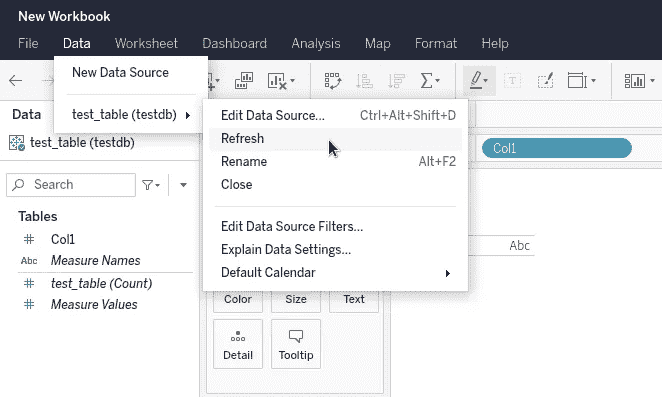 New Workbook
File Data Worksheet Dashboard Analysis Map Format Help
New Data Source
test_table (testdb)
Edit Data Source... Ctrl+Alt+Shift+D
Refresh
Rename Alt+F2
Close
Edit Data Source Filters...
Explain Data Settings...
Default Calendar
Data
test_table (testdb)
Search
Tables
Col1
Abc Measure Names
test_table (Count)
Measure Values
Col1
Abc
Color Size Text
Detail Tooltip